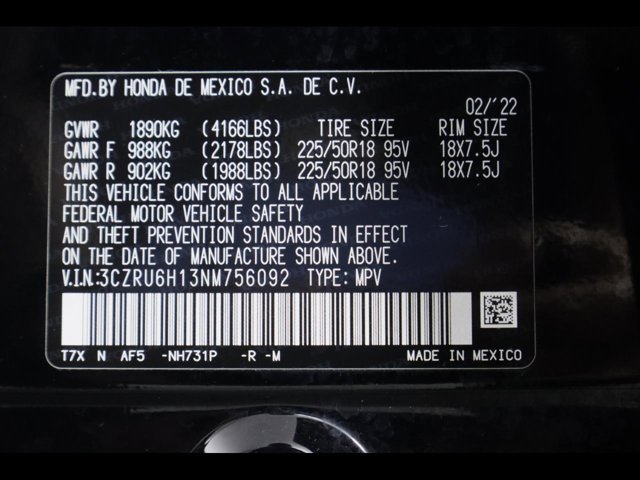 MFD. BY HONDA DE MEXICO S.A. DE C.V.
02/'22
GVWR 1890KG (4166LBS) TIRE SIZE RIM SIZE
GAWR F 988KG (2178LBS) 225/50R18 95V 18X7.5J
GAWR R 902KG (1988LBS) 225/50R18 95V 18X7.5J
THIS VEHICLE CONFORMS TO ALL APPLICABLE
FEDERAL MOTOR VEHICLE SAFETY
AND THEFT PREVENTION STANDARDS IN EFFECT
ON THE DATE OF MANUFACTURE SHOWN ABOVE.
V.I.N:3CZRU6H13NM756092 TYPE: MPV
T7X N AF5 -NH731P -R -M MADE IN MEXICO